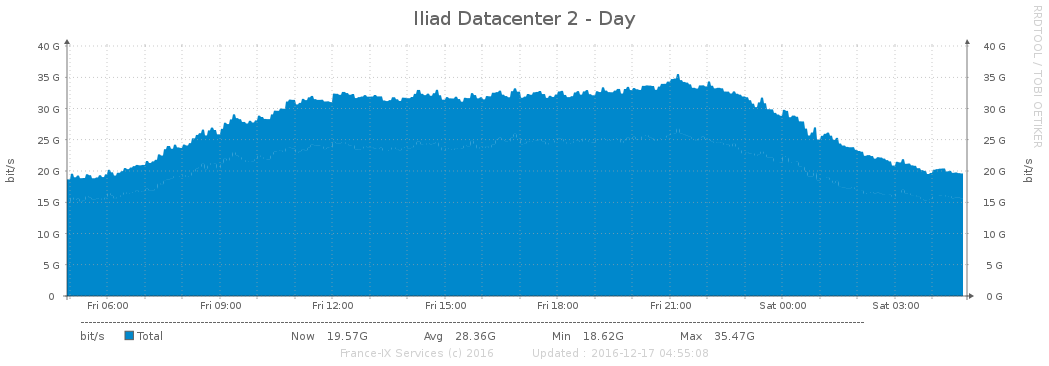 Iliad Datacenter 2 - Day
RRDTOOL / TOBI OETIKER
40 G 40 G
35 G 35 G
30 G 30 G
25 G 25 G
20 G 20 G
15 G 15 G
10 G 10 G
5 G 5 G
0 0 G
bit/s bit/s
Fri 06:00 Fri 09:00 Fri 12:00 Fri 15:00 Fri 18:00 Fri 21:00 Sat 00:00 Sat 03:00
bit/s Total Now 19.57G Avg 28.36G Min 18.62G Max 35.47G
France-IX Services (c) 2016 Updated : 2016-12-17 04:55:08